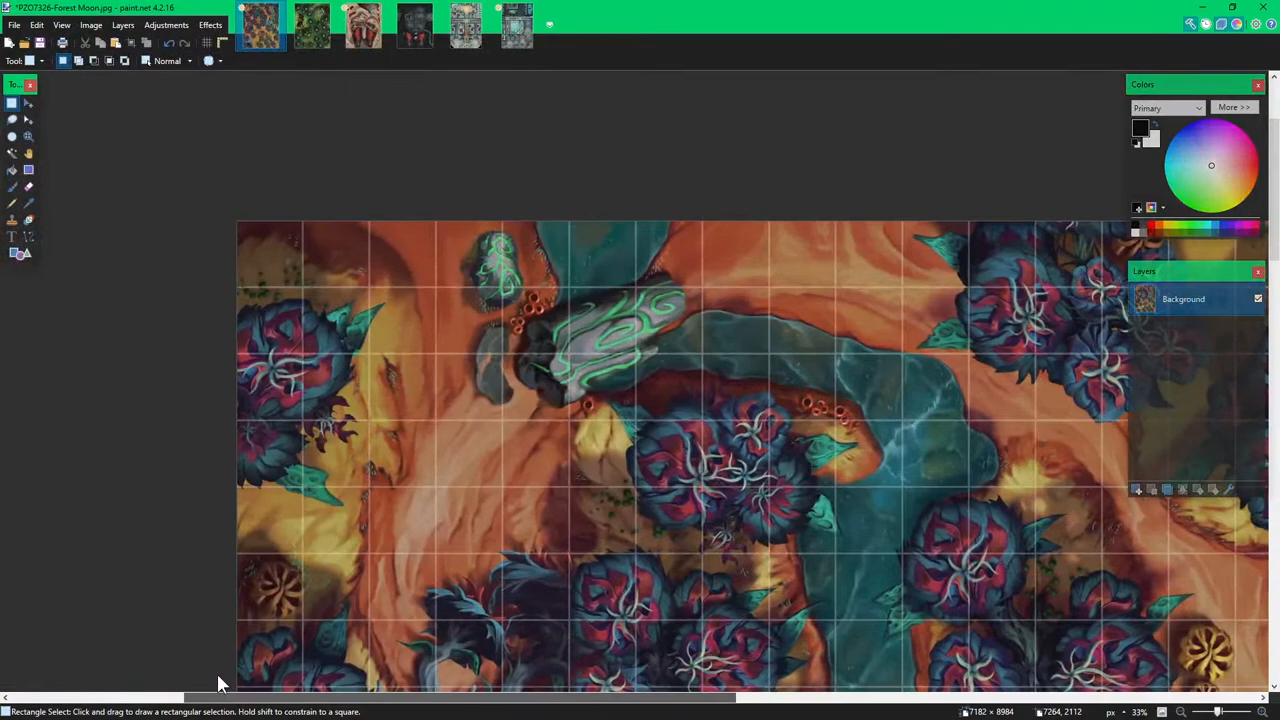 *PZO7326-Forest Moon.jpg - paint.net 4.2.16
File Edit View Image Layers Adjustments Effects
Tool: Normal
To... x
Colors x
Primary More >>
Layers x
Background
Rectangle Select: Click and drag to draw a rectangular selection. Hold shift to constrain to a square. 7182 × 8984 7264, 2112 px 33%